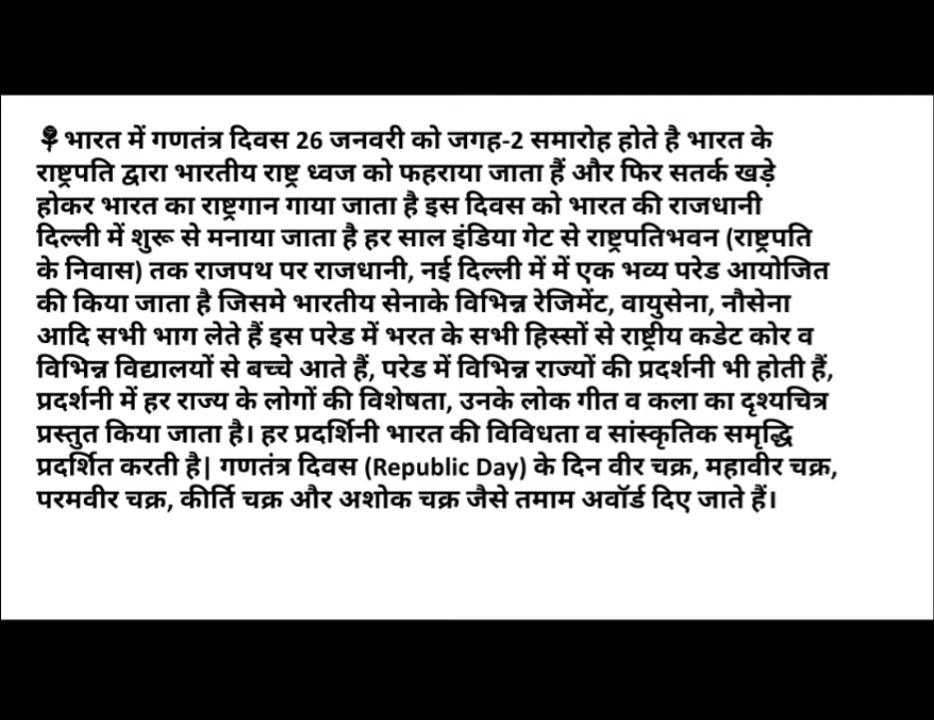 भारत में गणतंत्र दिवस 26 जनवरी को जगह-2 समारोह होते है भारत के
राष्ट्रपति द्वारा भारतीय राष्ट्र ध्वज को फहराया जाता हैं और फिर सतर्क खड़े
होकर भारत का राष्ट्रगान गाया जाता है इस दिवस को भारत की राजधानी
दिल्ली में शुरू से मनाया जाता है हर साल इंडिया गेट से राष्ट्रपतिभवन (राष्ट्रपति
के निवास) तक राजपथ पर राजधानी, नई दिल्ली में में एक भव्य परेड आयोजित
की किया जाता है जिसमे भारतीय सेनाके विभिन्न रेजिमेंट, वायुसेना, नौसेना
आदि सभी भाग लेते हैं इस परेड में भरत के सभी हिस्सों से राष्ट्रीय कडेट कोर व
विभिन्न विद्यालयों से बच्चे आते हैं, परेड में विभिन्न राज्यों की प्रदर्शनी भी होती हैं,
प्रदर्शनी में हर राज्य के लोगों की विशेषता, उनके लोक गीत व कला का दृश्यचित्र
प्रस्तुत किया जाता है। हर प्रदर्शिनी भारत की विविधता व सांस्कृतिक समृद्धि
प्रदर्शित करती है| गणतंत्र दिवस (Republic Day) के दिन वीर चक्र, महावीर चक्र,
परमवीर चक्र, कीर्ति चक्र और अशोक चक्र जैसे तमाम अवॉर्ड दिए जाते हैं।